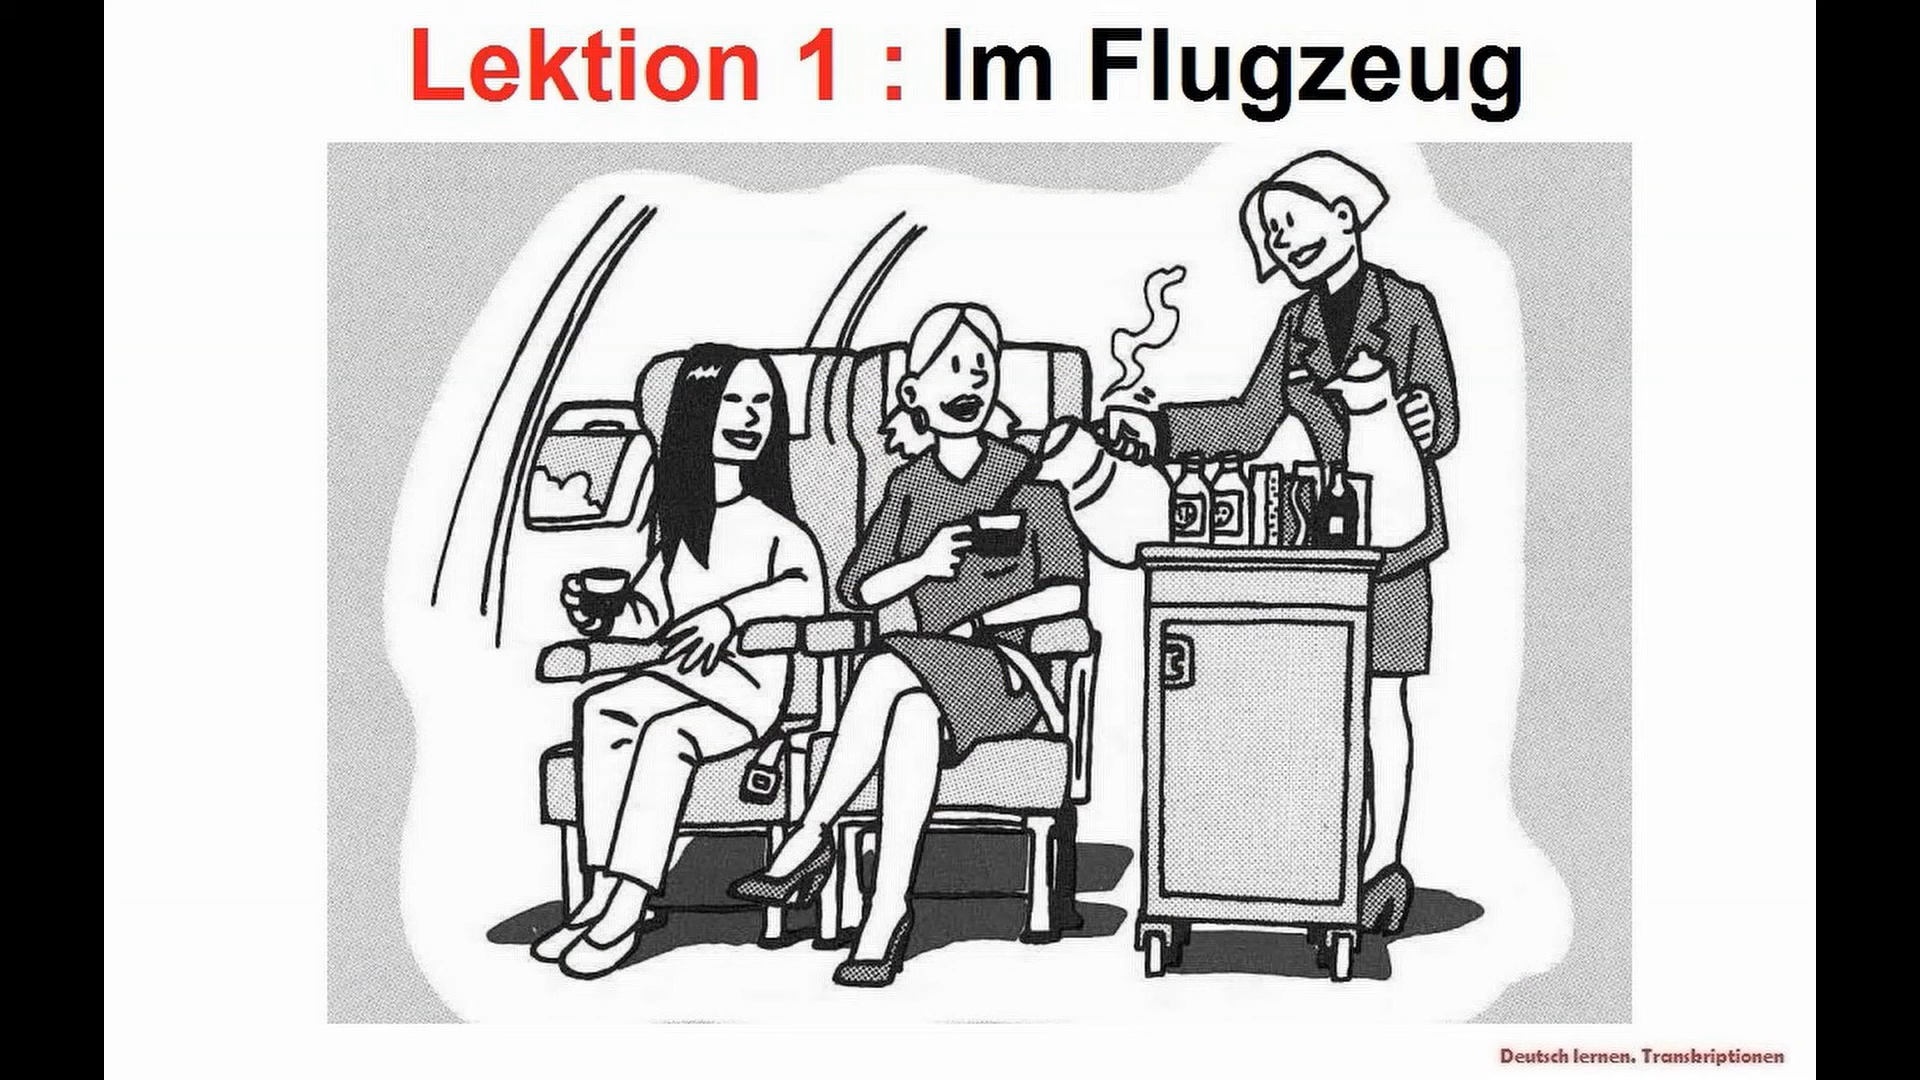 Lektion 1 : Im Flugzeug
Deutsch lernen. Transkriptionen